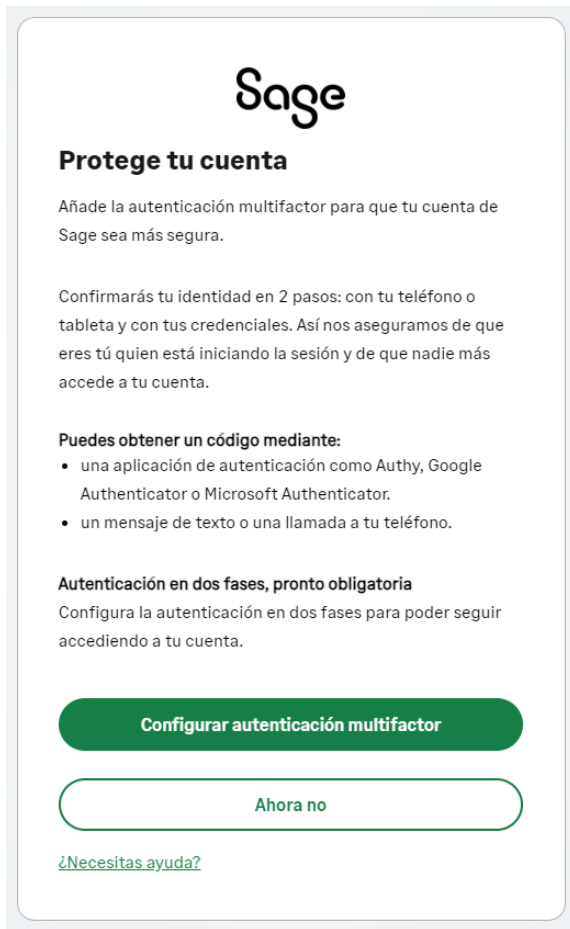 Sage
Protege tu cuenta
Añade la autenticación multifactor para que tu cuenta de
Sage sea más segura.
Confirmarás tu identidad en 2 pasos: con tu teléfono o
tableta y con tus credenciales. Así nos aseguramos de que
eres tú quien está iniciando la sesión y de que nadie más
accede a tu cuenta.
Puedes obtener un código mediante:
• una aplicación de autenticación como Authy, Google
Authenticator o Microsoft Authenticator.
• un mensaje de texto o una llamada a tu teléfono.
Autenticación en dos fases, pronto obligatoria
Configura la autenticación en dos fases para poder seguir
accediendo a tu cuenta.
Configurar autenticación multifactor
Ahora no
¿Necesitas ayuda?